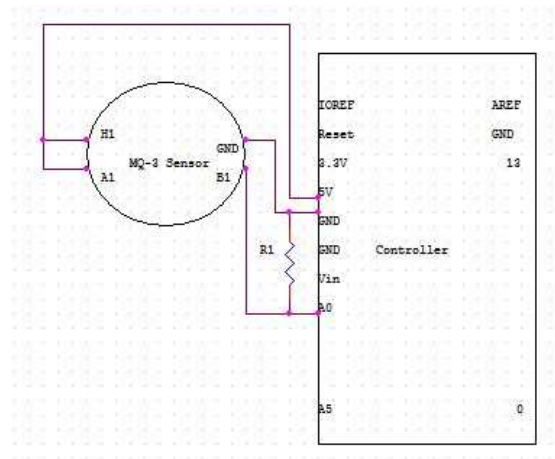 IOREF AREF
H1 Reset GND
GND
MQ-3 Sensor 3.3V 13
A1 B1
5V
GND
R1 GND Controller
Vin
A0
A5 0